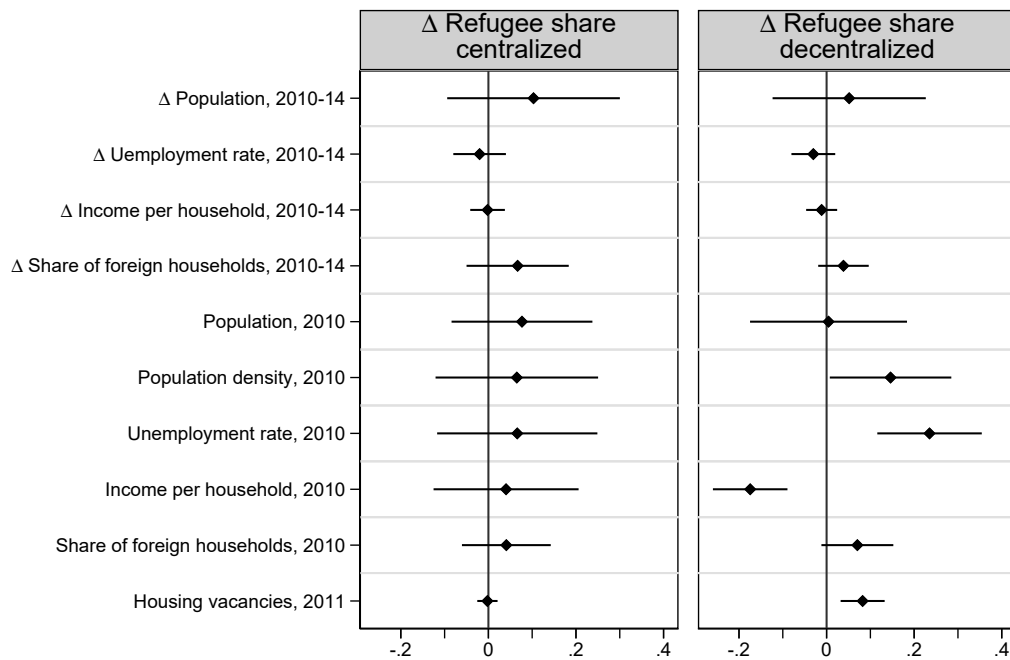 Δ Refugee share
centralized
Δ Refugee share
decentralized
Δ Population, 2010-14
Δ Uemployment rate, 2010-14
Δ Income per household, 2010-14
Δ Share of foreign households, 2010-14
Population, 2010
Population density, 2010
Unemployment rate, 2010
Income per household, 2010
Share of foreign households, 2010
Housing vacancies, 2011
-.2 0 .2 .4
-.2 0 .2 .4